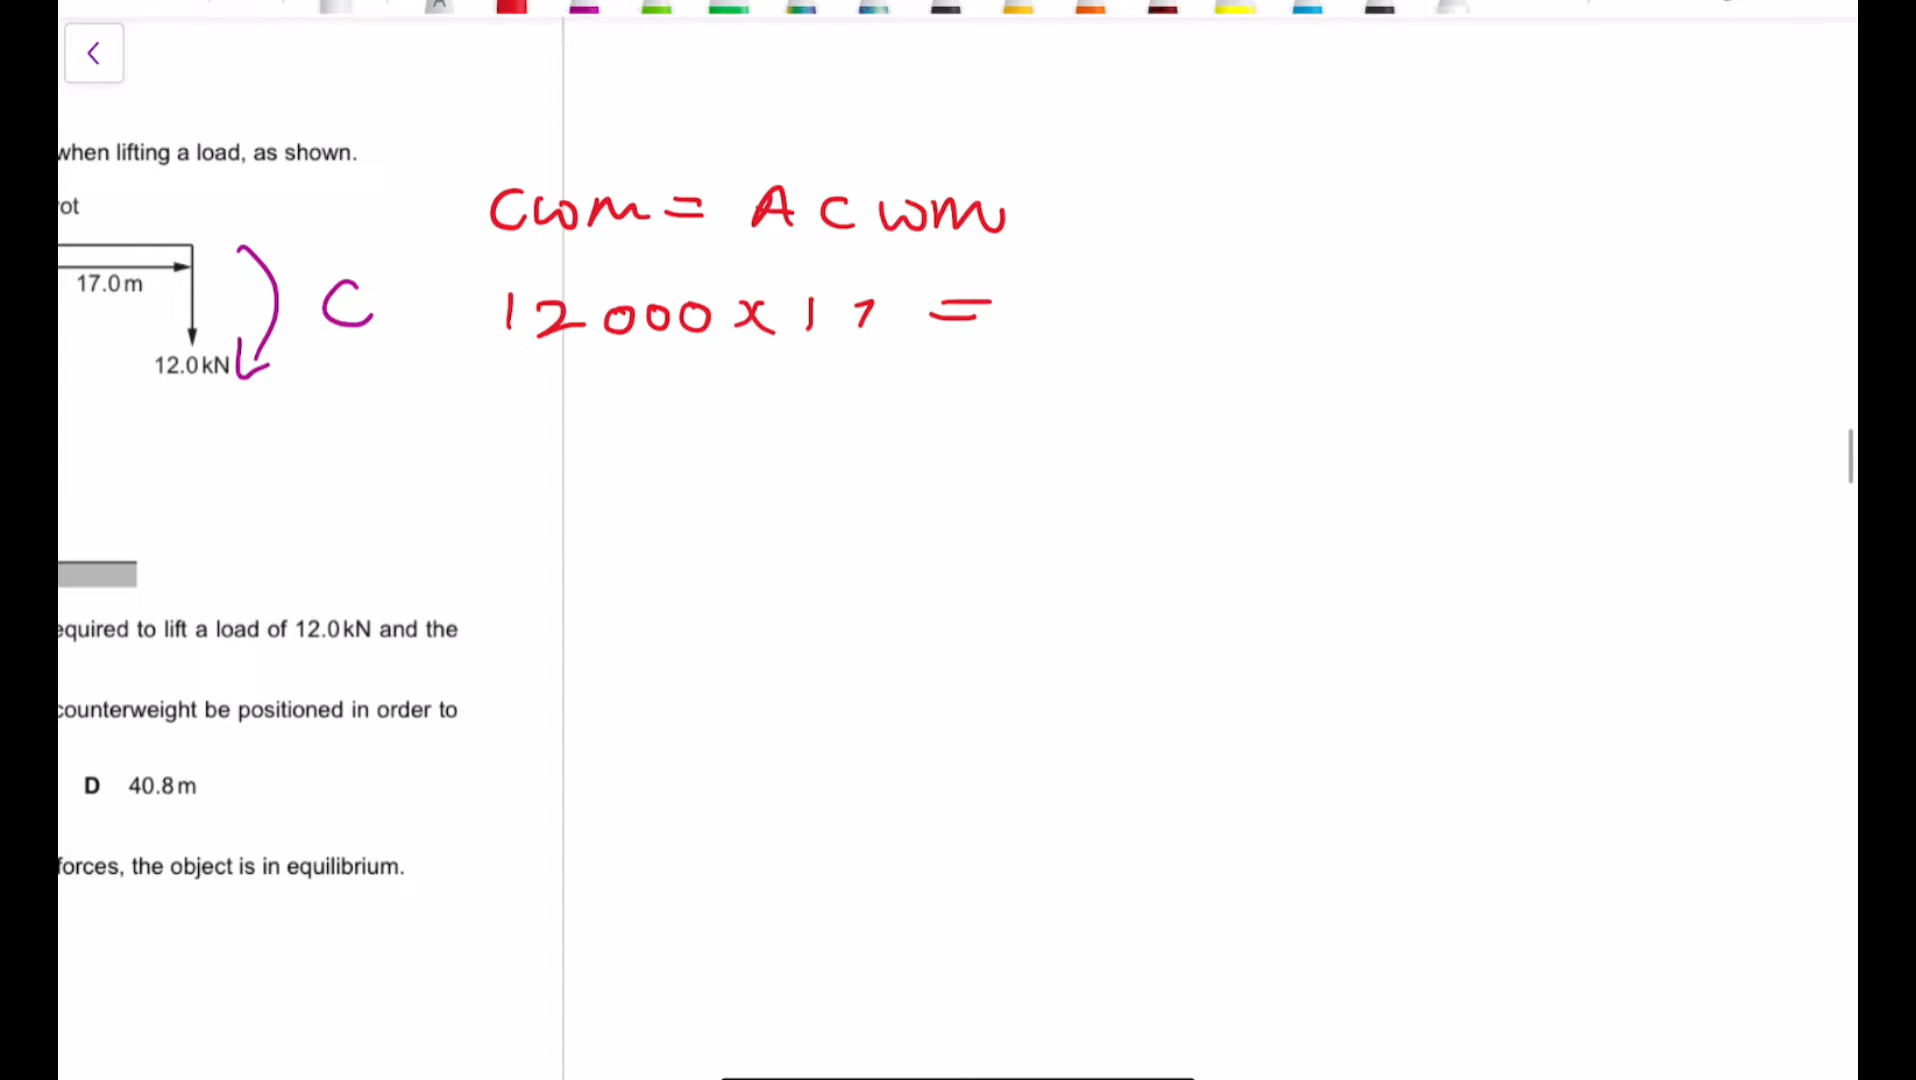 when lifting a load, as shown.
ot
CWM = ACWM
17.0 m
C
12000 x 17 =
12.0 kN
equired to lift a load of 12.0 kN and the
counterweight be positioned in order to
D 40.8 m
forces, the object is in equilibrium.